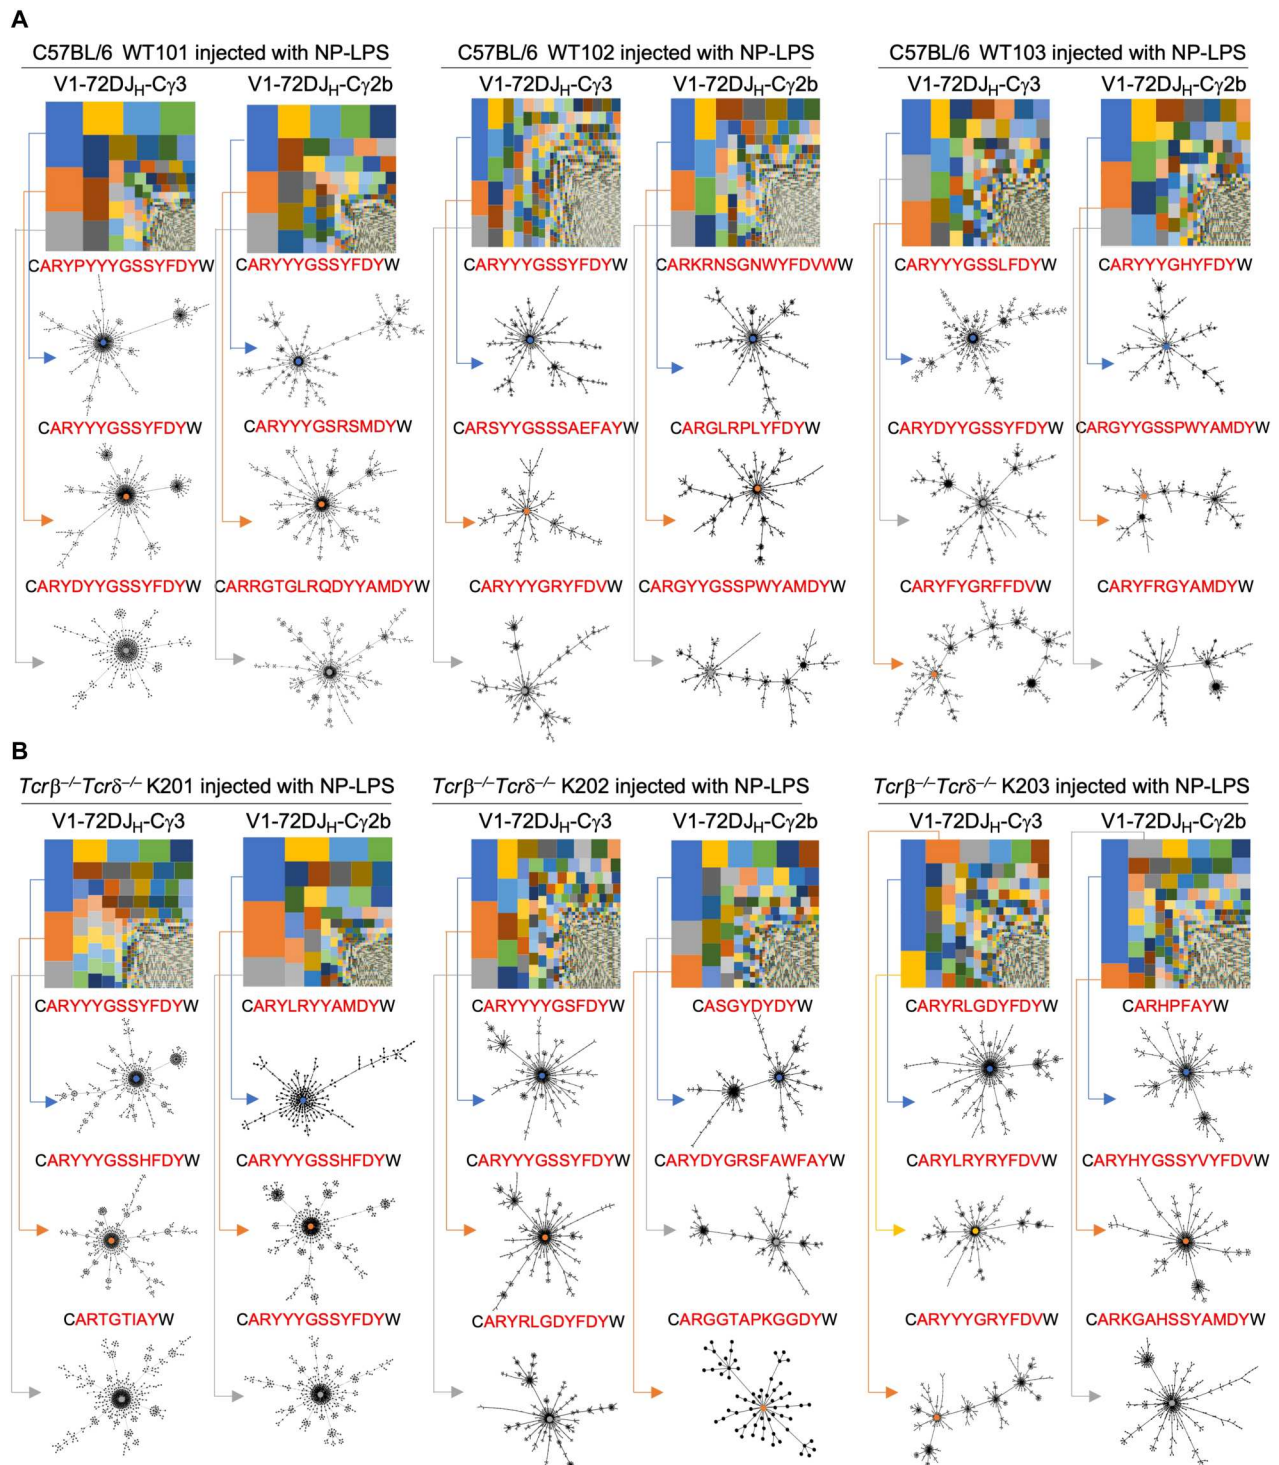 A
C57BL/6 WT101 injected with NP-LPS
C57BL/6 WT102 injected with NP-LPS
C57BL/6 WT103 injected with NP-LPS
V1-72DJH-Cγ3
V1-72DJH-Cγ2b
V1-72DJH-Cγ3
V1-72DJH-Cγ2b
V1-72DJH-Cγ3
V1-72DJH-Cγ2b
CARYPYYYGSSYFDYW
CARYYYGSSYFDYW
CARYYYGSSYFDYW
CARKRNSGNWYFDVWW
CARYYYGSSLFDYW
CARYYYGHYFDYW
CARYYYGSSYFDYW
CARYYYGSRSMDYW
CARSYYGSSSAEFAYW
CARGLRPLYFDYW
CARYDYYGSSYFDYW
CARGYYGSSPWYAMDYW
CARYDYYGSSYFDYW
CARRGTGLRQDYYAMDYW
CARYYYGRYFDVW
CARGYYGSSPWYAMDYW
CARYFYGRFFDVW
CARYFRGYAMDYW
B
Tcrβ–/–Tcrδ–/– K201 injected with NP-LPS
Tcrβ–/–Tcrδ–/– K202 injected with NP-LPS
Tcrβ–/–Tcrδ–/– K203 injected with NP-LPS
V1-72DJH-Cγ3
V1-72DJH-Cγ2b
V1-72DJH-Cγ3
V1-72DJH-Cγ2b
V1-72DJH-Cγ3
V1-72DJH-Cγ2b
CARYYYGSSYFDYW
CARYLRYYAMDYW
CARYYYYGSFDYW
CASGYDYDYW
CARYRLGDYFDYW
CARHPFAYW
CARYYYGSSHFDYW
CARYYYGSSHFDYW
CARYYYGSSYFDYW
CARYDYGRSFAWFAYW
CARYLRYRYFDVW
CARYHYGSSYVYFDVW
CARTGTIAYW
CARYYYGSSYFDYW
CARYRLGDYFDYW
CARGGTAPKGGDYW
CARYYYGRYFDVW
CARKGAHSSYAMDYW